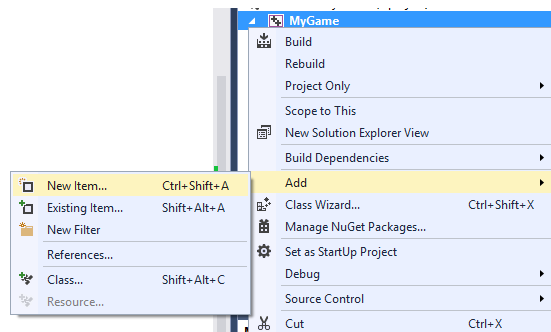 MyGame
Build
Rebuild
Project Only
Scope to This
New Solution Explorer View
Build Dependencies
Add
Class Wizard... Ctrl+Shift+X
Manage NuGet Packages...
Set as StartUp Project
Debug
Source Control
Cut Ctrl+X
New Item... Ctrl+Shift+A
Existing Item... Shift+Alt+A
New Filter
References...
Class... Shift+Alt+C
Resource...